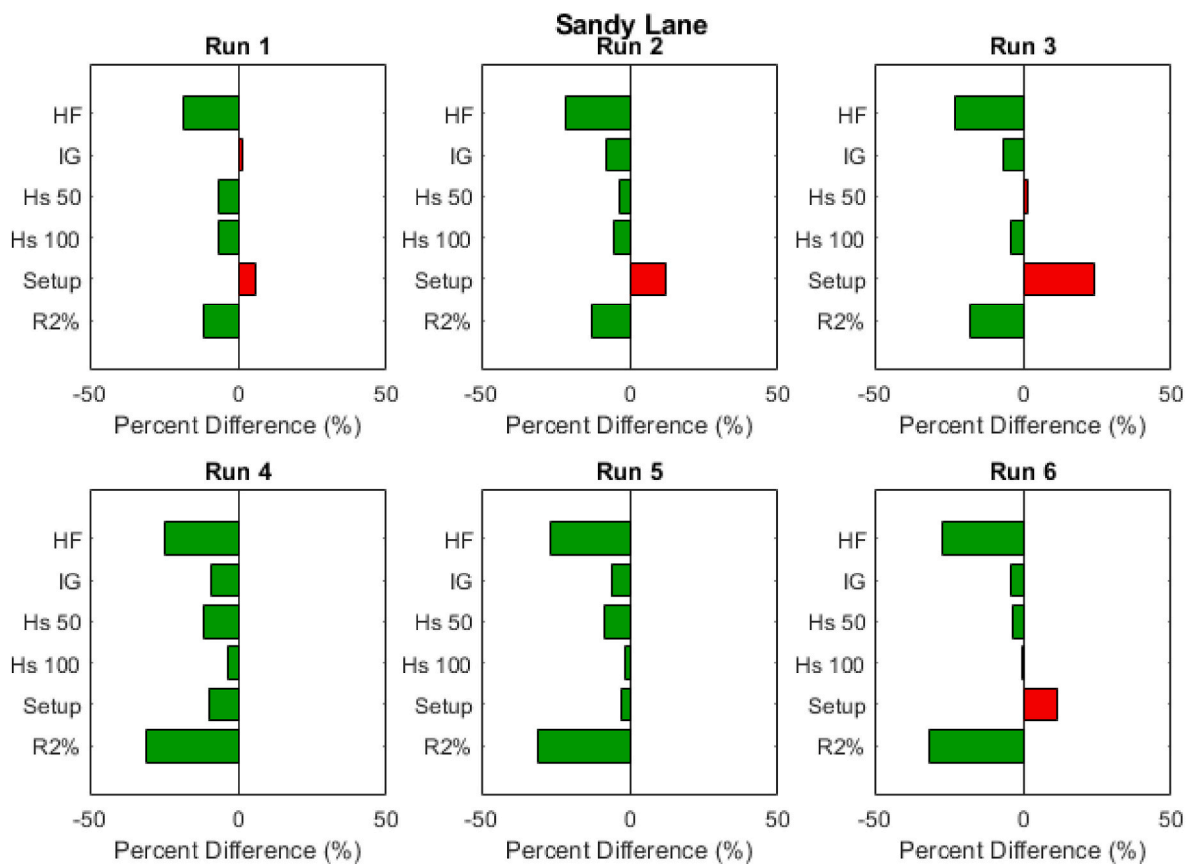 Sandy Lane
Run 1
HF
IG
Hs 50
Hs 100
Setup
R2%
-50 0 50
Percent Difference (%)
Run 2
HF
IG
Hs 50
Hs 100
Setup
R2%
-50 0 50
Percent Difference (%)
Run 3
HF
IG
Hs 50
Hs 100
Setup
R2%
-50 0 50
Percent Difference (%)
Run 4
HF
IG
Hs 50
Hs 100
Setup
R2%
-50 0 50
Percent Difference (%)
Run 5
HF
IG
Hs 50
Hs 100
Setup
R2%
-50 0 50
Percent Difference (%)
Run 6
HF
IG
Hs 50
Hs 100
Setup
R2%
-50 0 50
Percent Difference (%)